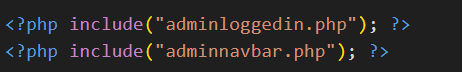 <?php include("adminloggedin.php"); ?>
<?php include("adminnavbar.php"); ?>